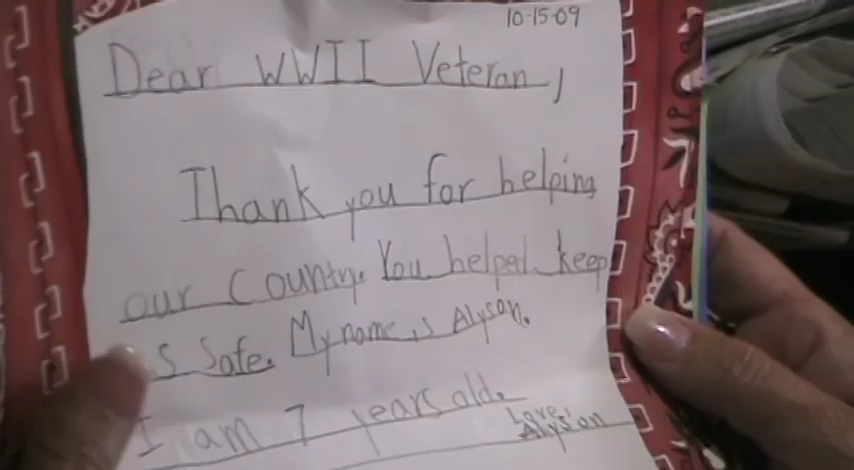 10-15-09
Dear WWII Veteran,
Thank you for helping
our Country. You helped keep
us Safe. My name is Alyson.
I am 7 years old.
Love,
Alyson